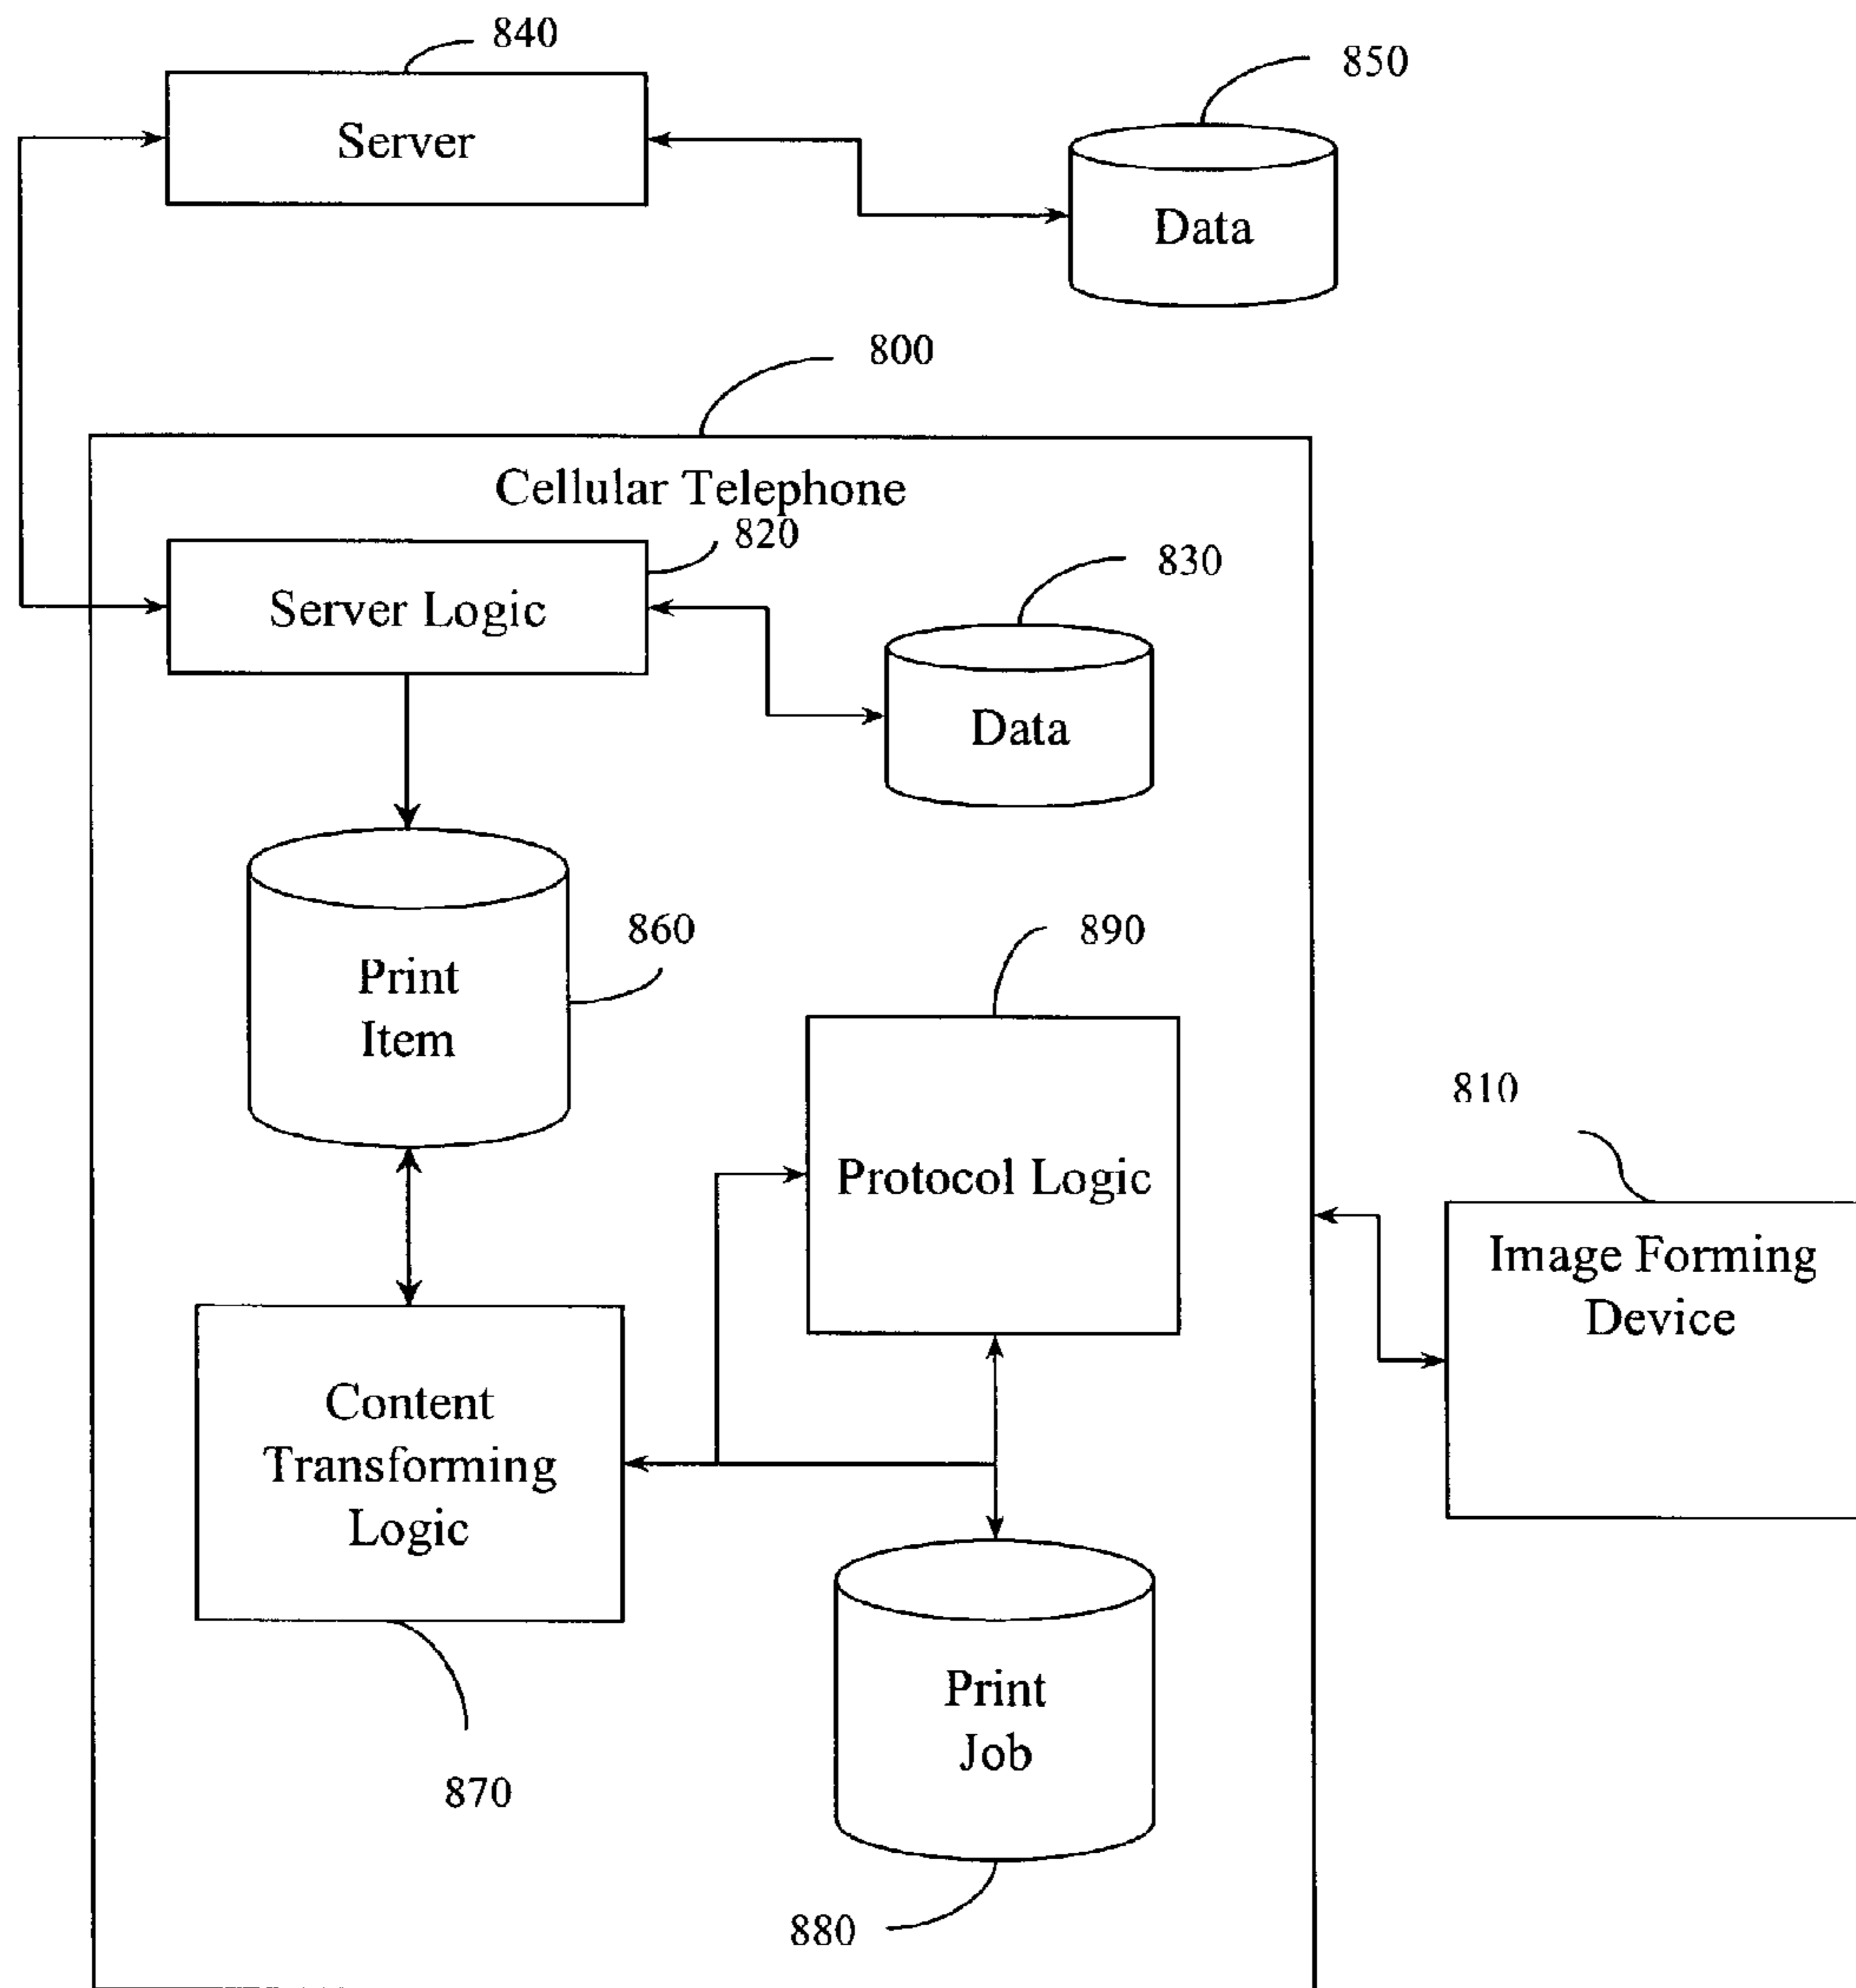 840
850
Server
Data
800
Cellular Telephone
820
830
Server Logic
Data
860
890
Print
Item
810
Protocol Logic
Image Forming
Device
Content
Transforming
Logic
Print
Job
870
880